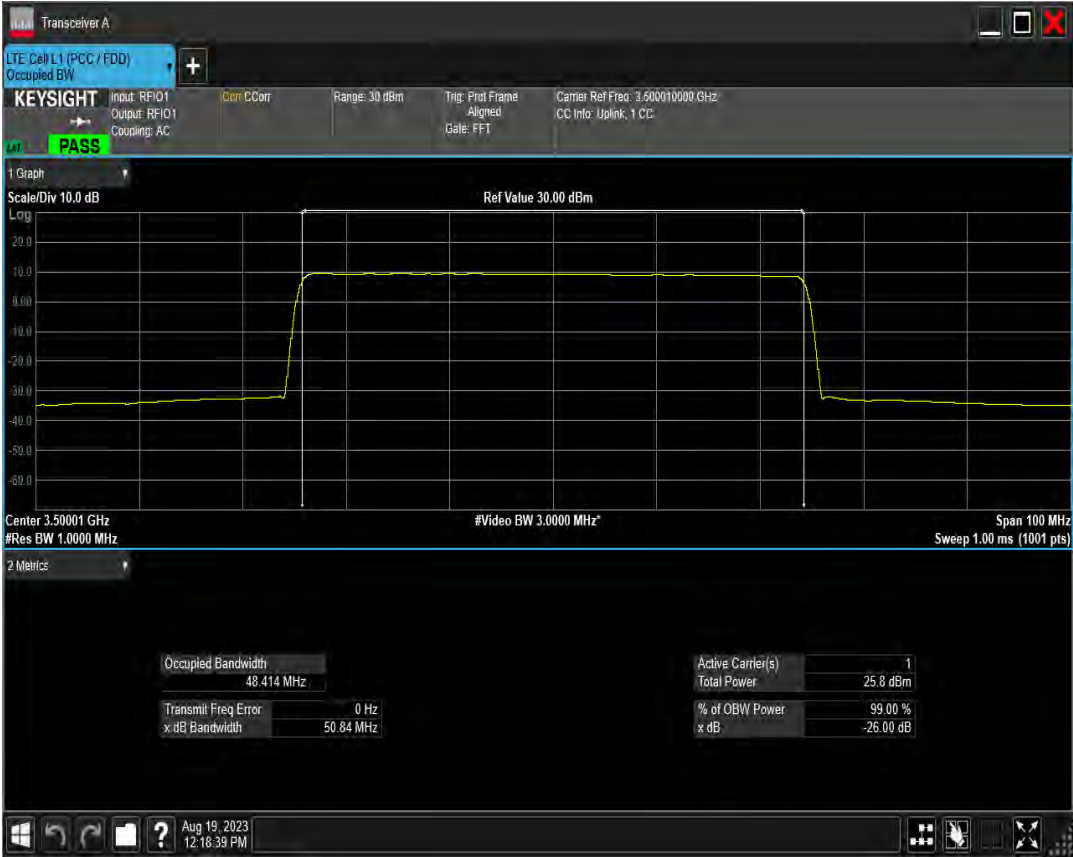 Transceiver A
LTE Cell L1 (PCC / FDD)
Occupied BW
+
KEYSIGHT
Input: RFIO1
Output: RFIO1
Coupling: AC
Corr CCorr
Range: 30 dBm
Trig: Prot Frame
Aligned
Gate: FFT
Carrier Ref Freq: 3.500010000 GHz
CC Info: Uplink, 1 CC
PASS
1 Graph
Scale/Div 10.0 dB
Ref Value 30.00 dBm
Log
20.0
10.0
0.00
-10.0
-20.0
-30.0
-40.0
-50.0
-60.0
Center 3.50001 GHz
#Video BW 3.0000 MHz*
Span 100 MHz
#Res BW 1.0000 MHz
Sweep 1.00 ms (1001 pts)
2 Metrics
Occupied Bandwidth
48.414 MHz
Transmit Freq Error 0 Hz
x dB Bandwidth 50.84 MHz
Active Carrier(s) 1
Total Power 25.8 dBm
% of OBW Power 99.00 %
x dB -26.00 dB
?
Aug 19, 2023
12:18:39 PM